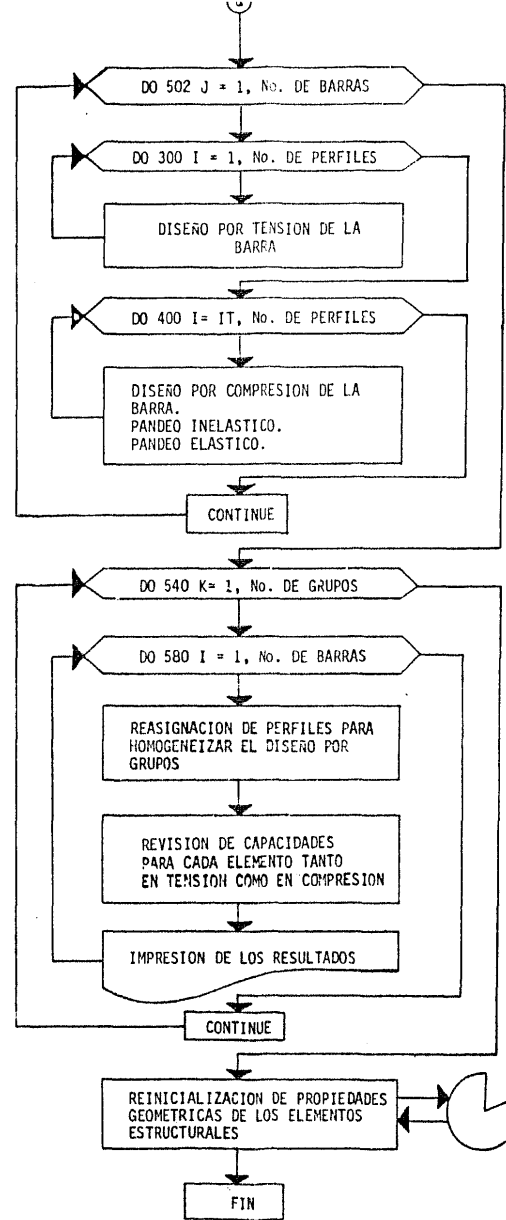 DO 502 J = 1, No. DE BARRAS
DO 300 I = 1, No. DE PERFILES
DISEÑO POR TENSION DE LA
BARRA
DO 400 I= IT, No. DE PERFILES
DISEÑO POR COMPRESION DE LA
BARRA.
PANDEO INELASTICO.
PANDEO ELASTICO.
CONTINUE
DO 540 K= 1, No. DE GRUPOS
DO 580 I = 1, No. DE BARRAS
REASIGNACION DE PERFILES PARA
HOMOGENEIZAR EL DISEÑO POR
GRUPOS
REVISION DE CAPACIDADES
PARA CADA ELEMENTO TANTO
EN TENSION COMO EN COMPRESION
IMPRESION DE LOS RESULTADOS
CONTINUE
REINICIALIZACION DE PROPIEDADES
GEOMETRICAS DE LOS ELEMENTOS
ESTRUCTURALES
FIN